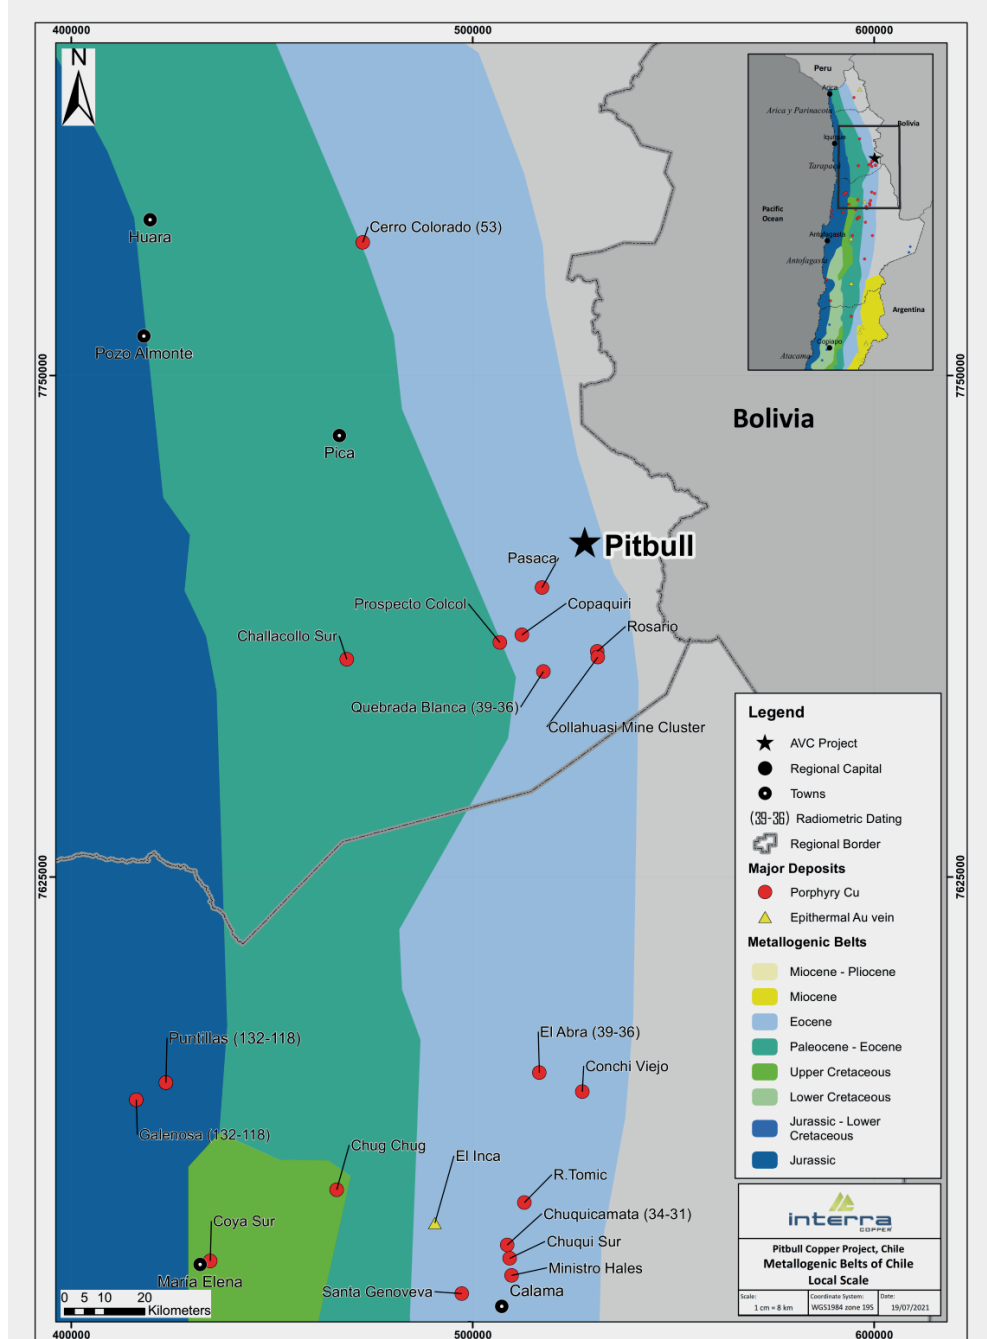 400000
500000
600000
N
7750000
7750000
7625000
7625000
Huara
Pozo Almonte
Pica
Cerro Colorado (53)
Bolivia
Pitbull
Pasaca
Prospecto Colcol
Copaquiri
Rosario
Challacollo Sur
Quebrada Blanca (39-36)
Collahuasi Mine Cluster
Puntillas (132-118)
Galenosa (132-118)
El Abra (39-36)
Conchi Viejo
Chug Chug
El Inca
R.Tomic
Coya Sur
Chuquicamata (34-31)
Chuqui Sur
Ministro Hales
María Elena
Santa Genoveva
Calama
0 5 10 20
Kilometers
400000
500000
600000
Peru
Arica
Arica y Parinacota
Bolivia
Iquique
Tarapacá
Pacific
Ocean
Antofagasta
Antofagasta
Argentina
Copiapo
Atacama
Legend
AVC Project
Regional Capital
Towns
(39-36) Radiometric Dating
Regional Border
Major Deposits
Porphyry Cu
Epithermal Au vein
Metallogenic Belts
Miocene - Pliocene
Miocene
Eocene
Paleocene - Eocene
Upper Cretaceous
Lower Cretaceous
Jurassic - Lower
Cretaceous
Jurassic
interra
COPPER
Pitbull Copper Project, Chile
Metallogenic Belts of Chile
Local Scale
Scale:
1 cm = 8 km
Coordinate System:
WGS1984 zone 19S
Date:
19/07/2021